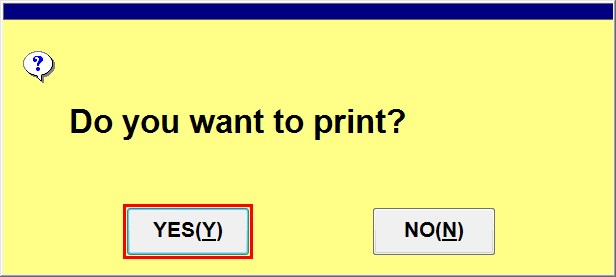 ?
Do you want to print?
YES(Y)
NO(N)